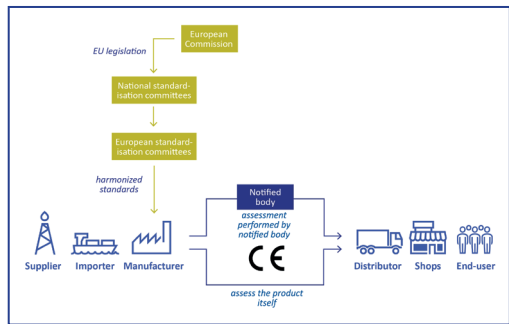 European
Commission
EU legislation
National standard-
isation committees
European standard-
isation committees
harmonized
standards
Notified
body
assessment
performed by
notified body
CE
Supplier
Importer
Manufacturer
Distributor
Shops
End-user
assess the product
itself